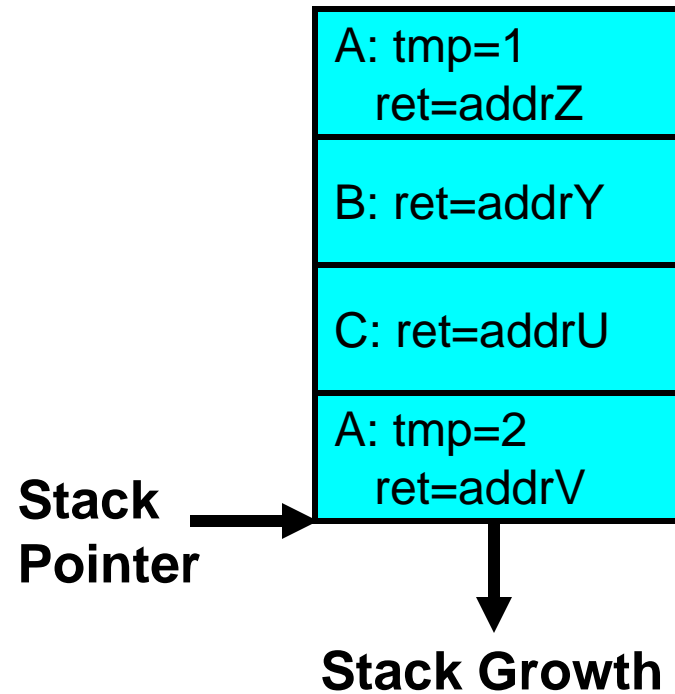 A: tmp=1
ret=addrZ
B: ret=addrY
C: ret=addrU
A: tmp=2
ret=addrV
Stack
Pointer
Stack Growth